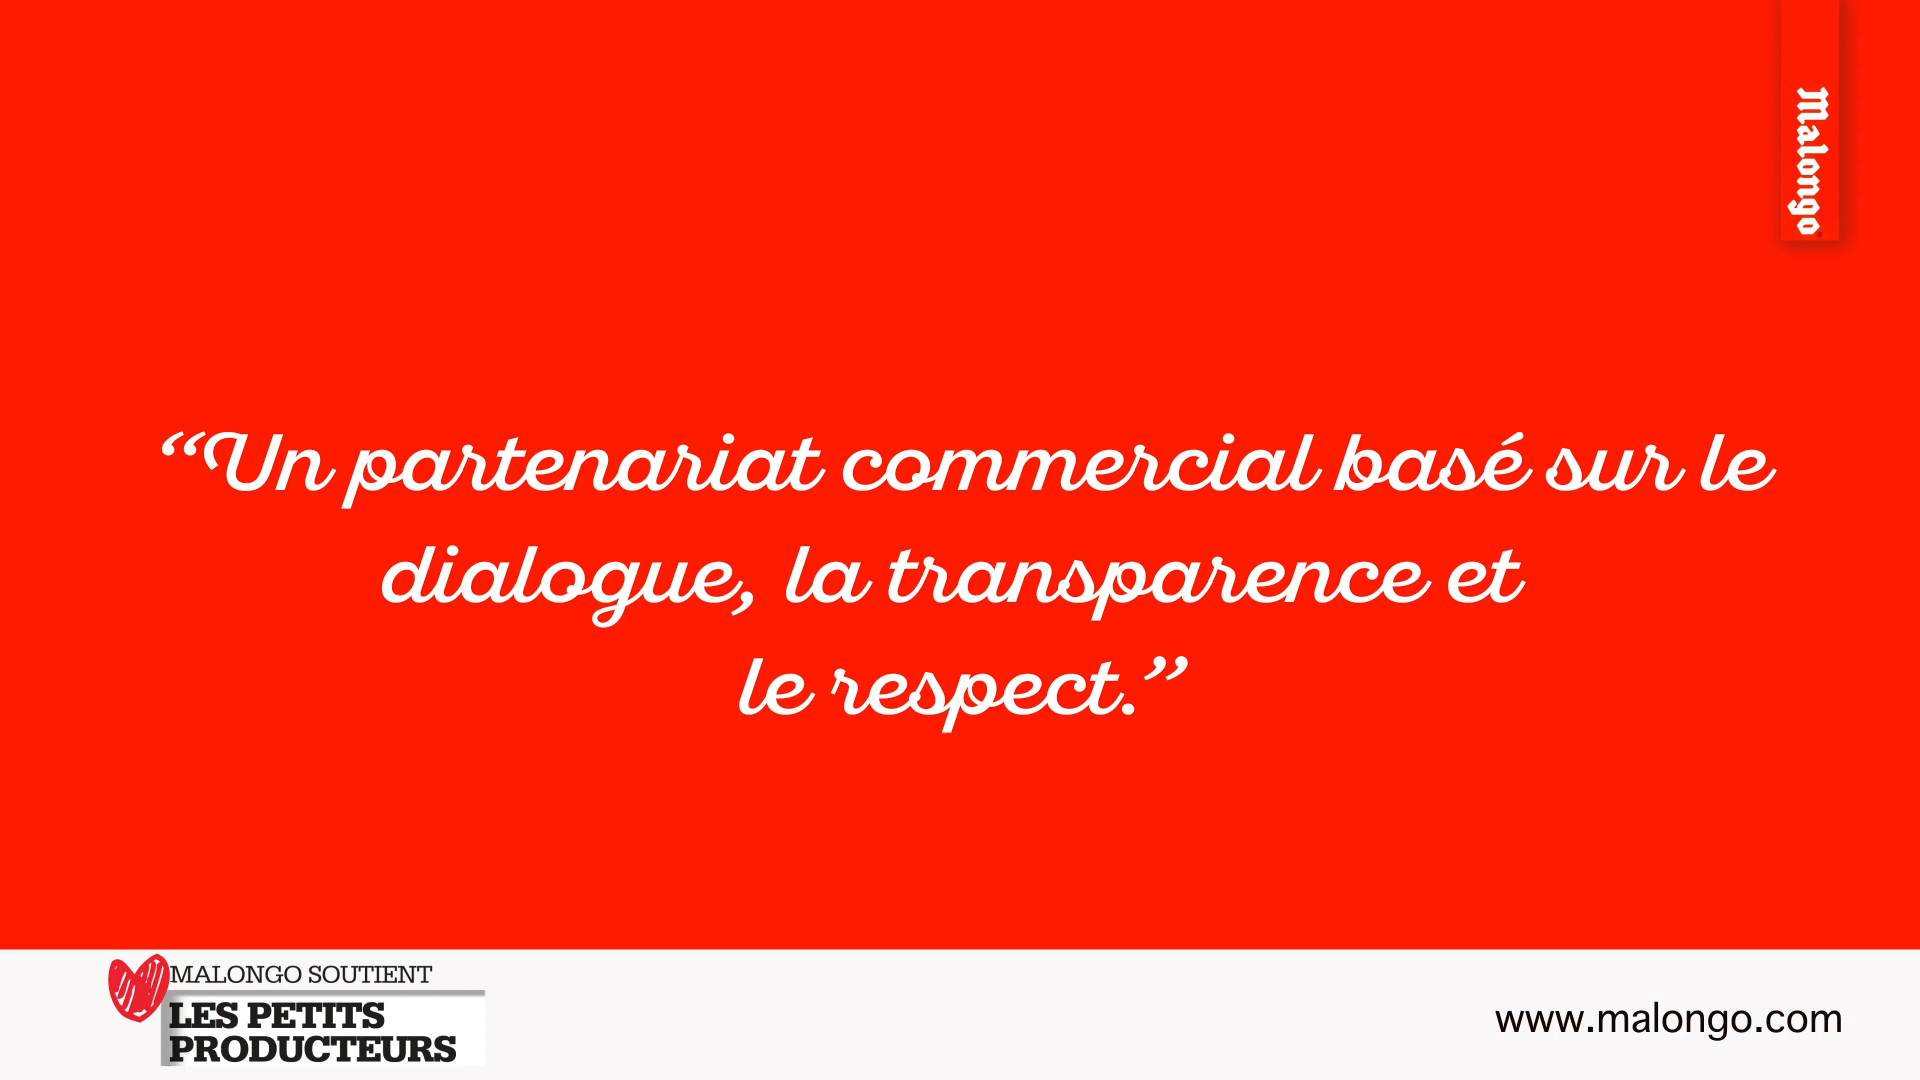 Malongo
“Un partenariat commercial basé sur le
dialogue, la transparence et
le respect.”
MALONGO SOUTIENT
LES PETITS
PRODUCTEURS
www.malongo.com